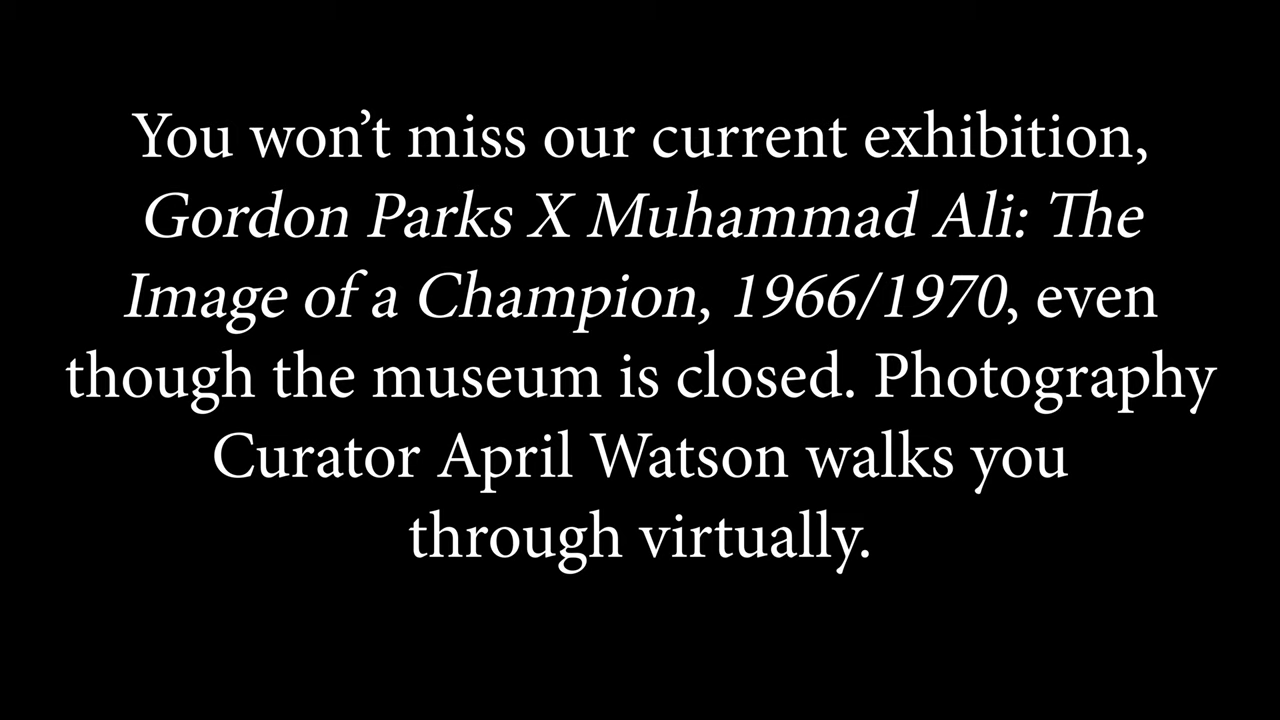 You won’t miss our current exhibition,
Gordon Parks X Muhammad Ali: The
Image of a Champion, 1966/1970, even
though the museum is closed. Photography
Curator April Watson walks you
through virtually.